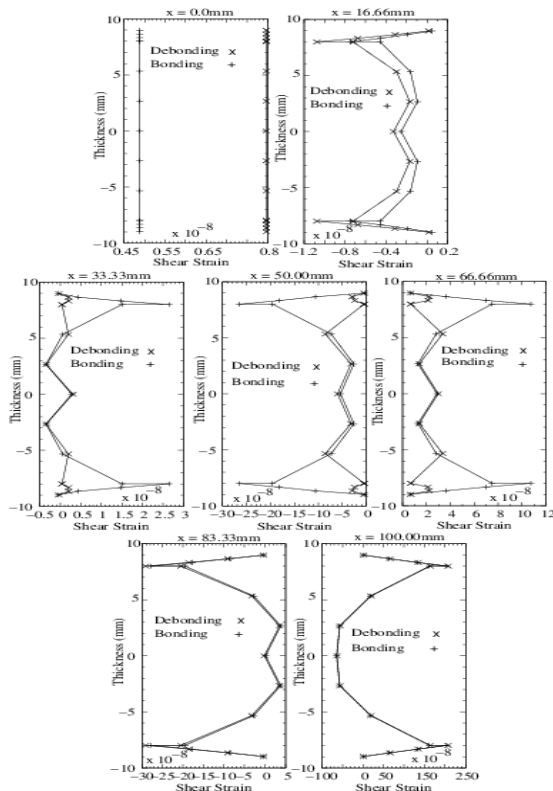 x = 0.0mm
x = 16.66mm
10
5
0
−5
−10
Thickness (mm)
Debonding
Bonding
x 10^-8
0.45 0.5 0.65 0.8
Shear Strain
10
5
0
−5
−10
Thickness (mm)
Debonding
Bonding
x 10^-8
−1.2 −0.8 −0.4 0 0.2
Shear Strain
x = 33.33mm
x = 50.00mm
x = 66.66mm
10
5
0
−5
−10
Thickness (mm)
Debonding
Bonding
x 10^-8
−0.5 0 0.5 1 1.5 2 2.5 3
Shear Strain
10
5
0
−5
−10
Thickness (mm)
Debonding
Bonding
x 10^-8
−30 −25 −20 −15 −10 −5 0
Shear Strain
10
5
0
−5
−10
Thickness (mm)
Debonding
Bonding
x 10^-8
0 2 4 6 8 10 12
Shear Strain
x = 83.33mm
x = 100.00mm
10
5
0
−5
−10
Thickness (mm)
Debonding
Bonding
x 10^-8
−30 −25 −20 −15 −10 −5 0 5
Shear Strain
10
5
0
−5
−10
Thickness (mm)
Debonding
Bonding
x 10^-8
−100 0 50 100 150 200 250
Shear Strain